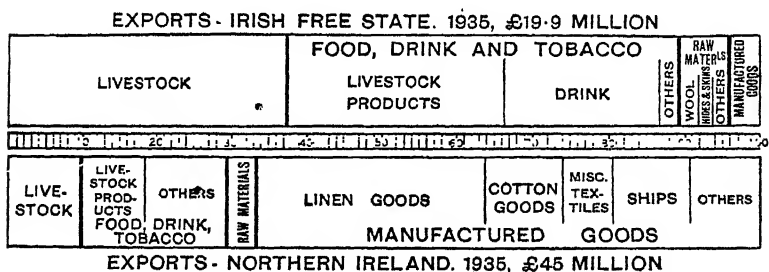 EXPORTS - IRISH FREE STATE. 1935, £19·9 MILLION
LIVESTOCK
FOOD, DRINK AND TOBACCO
LIVESTOCK
PRODUCTS
DRINK
OTHERS
RAW
MATERLS
WOOL
HIDES & SKINS
OTHERS
MANUFACTURED
GOODS
20
40
50
60
LIVE-
STOCK
LIVE-
STOCK
PROD-
UCTS
OTHERS
FOOD, DRINK,
TOBACCO
RAW MATERIALS
LINEN GOODS
COTTON
GOODS
MISC.
TEX-
TILES
SHIPS
OTHERS
MANUFACTURED GOODS
EXPORTS - NORTHERN IRELAND. 1935, £45 MILLION